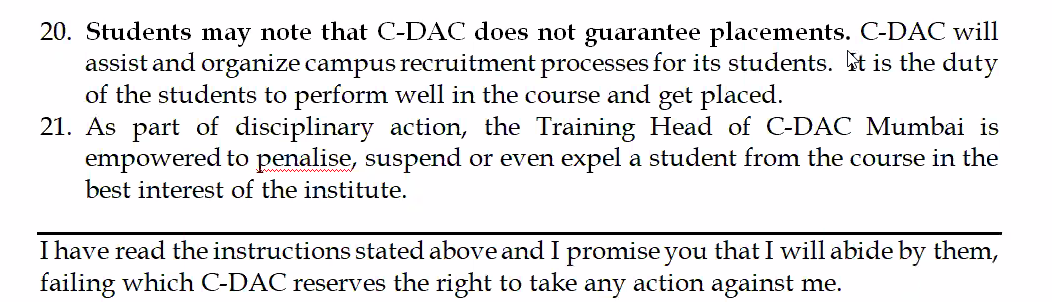 20. Students may note that C-DAC does not guarantee placements. C-DAC will
assist and organize campus recruitment processes for its students. It is the duty
of the students to perform well in the course and get placed.
21. As part of disciplinary action, the Training Head of C-DAC Mumbai is
empowered to penalise, suspend or even expel a student from the course in the
best interest of the institute.
I have read the instructions stated above and I promise you that I will abide by them,
failing which C-DAC reserves the right to take any action against me.